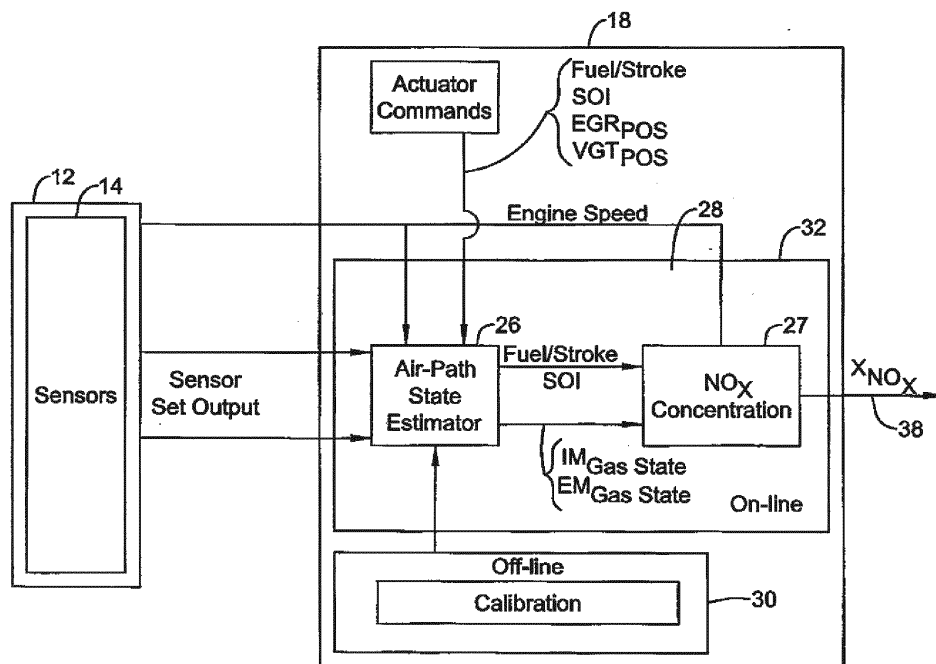 18
Actuator
Commands
Fuel/Stroke
SOI
EGRPOS
VGTPOS
12
14
Engine Speed
28
32
26
27
Sensors
Sensor
Set Output
Air-Path
State
Estimator
Fuel/Stroke
SOI
NOX
Concentration
XNOX
38
IMGas State
EMGas State
On-line
Off-line
Calibration
30